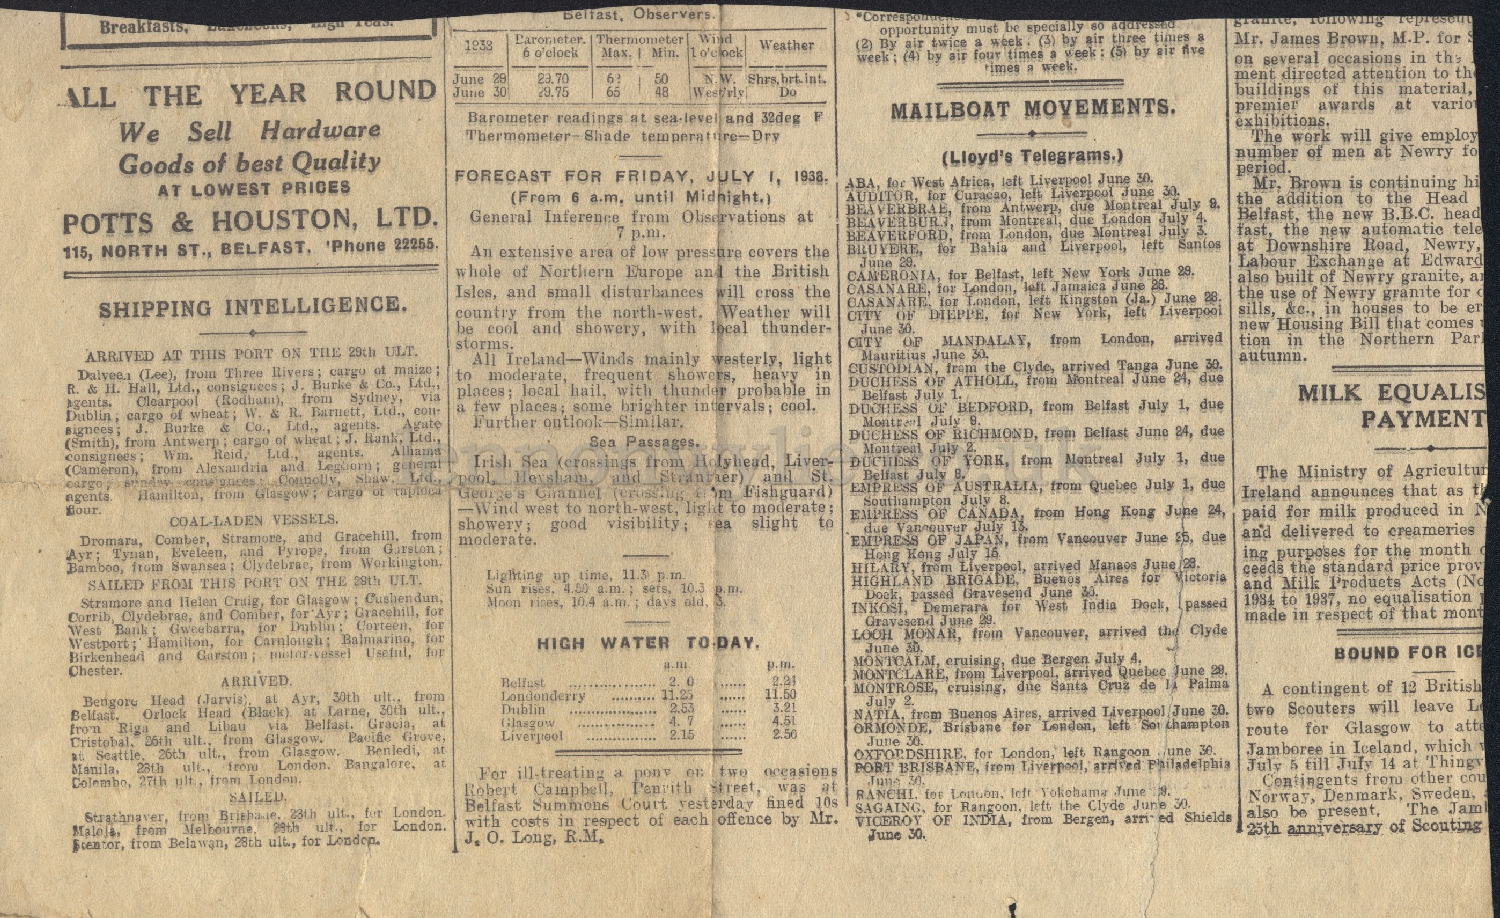 Breakfasts, Luncheons, High Teas.
ALL THE YEAR ROUND
We Sell Hardware
Goods of best Quality
AT LOWEST PRICES
POTTS & HOUSTON, LTD.
115, NORTH ST., BELFAST. 'Phone 22255.
SHIPPING INTELLIGENCE.
ARRIVED AT THIS PORT ON THE 29th ULT.
Dalveen (Lee), from Three Rivers; cargo of maize;
R. & H. Hall, Ltd., consignees; J. Burke & Co., Ltd.,
agents. Clearpool (Rodham), from Sydney, via
Dublin; cargo of wheat; W. & R. Barnett, Ltd., con-
signees; J. Burke & Co., Ltd., agents. Agate
(Smith), from Antwerp; cargo of wheat; J. Rank, Ltd.,
consignees; Wm. Reid, Ltd., agents. Alhama
(Cameron), from Alexandria and Leghorn; general
cargo; sundry consignees; Connolly, Shaw, Ltd.,
agents. Hamilton, from Glasgow; cargo of tapioca
flour.
COAL-LADEN VESSELS.
Dromara, Comber, Stramore, and Gracehill, from
Ayr; Tynan, Eveleen, and Pyrope, from Garston;
Bamboo, from Swansea; Clydebrae, from Workington.
SAILED FROM THIS PORT ON THE 29th ULT.
Stramore and Helen Craig, for Glasgow; Cushendun,
Corrib, Clydebrae, and Comber, for Ayr; Gracehill, for
West Bank; Gweebarra, for Dublin; Corteen, for
Westport; Hamilton, for Carnlough; Balmarino, for
Birkenhead and Garston; motor-vessel Useful, for
Chester.
ARRIVED.
Bengore Head (Jarvis), at Ayr, 30th ult., from
Belfast. Orlock Head (Black), at Larne, 30th ult.,
from Riga and Libau via Belfast. Gracia, at
Cristobal, 26th ult., from Glasgow. Pacific Grove,
at Seattle, 26th ult., from Glasgow. Benledi, at
Manila, 28th ult., from London. Bangalore, at
Colombo, 27th ult., from London.
SAILED.
Strathnaver, from Brisbane, 28th ult., for London.
Maloja, from Melbourne, 28th ult., for London.
Stentor, from Belawan, 28th ult., for London.
Belfast, Observers.
1938 Barometer. 6 o'clock Thermometer Max. Min. Wind 1 o'clock Weather
June 29 29.70 50 N.W. Shrs,brt.int.
June 30 29.75 65 48 West'rly Do
Barometer readings at sea-level and 32deg F
Thermometer—Shade temperature—Dry
FORECAST FOR FRIDAY, JULY 1, 1938.
(From 6 a.m. until Midnight.)
General Inference from Observations at
7 p.m.
An extensive area of low pressure covers the
whole of Northern Europe and the British
Isles, and small disturbances will cross the
country from the north-west. Weather will
be cool and showery, with local thunder-
storms.
All Ireland—Winds mainly westerly, light
to moderate, frequent showers, heavy in
places; local hail, with thunder probable in
a few places; some brighter intervals; cool.
Further outlook—Similar.
Sea Passages.
Irish Sea (crossings from Holyhead, Liver-
pool, Heysham, and Stranraer) and St.
George's Channel (crossing from Fishguard)
—Wind west to north-west, light to moderate;
showery; good visibility; sea slight to
moderate.
Lighting up time, 11.3 p.m.
Sun rises, 4.50 a.m.; sets, 10.3 p.m.
Moon rises, 10.4 a.m.; days old, 3.
HIGH WATER TO-DAY.
a.m. p.m.
Belfast 2. 0 2.24
Londonderry 11.25 11.50
Dublin 2.53 3.21
Glasgow 4. 7 4.51
Liverpool 2.15 2.56
For ill-treating a pony on two occasions
Robert Campbell, Penrith Street, was at
Belfast Summons Court yesterday fined 10s
with costs in respect of each offence by Mr.
J. O. Long, R.M.
*Correspondence
opportunity must be specially so addressed
(2) By air twice a week; (3) by air three times a
week; (4) by air four times a week; (5) by air five
times a week.
MAILBOAT MOVEMENTS.
(Lloyd's Telegrams.)
ABA, for West Africa, left Liverpool June 30.
AUDITOR, for Curacao, left Liverpool June 30.
BEAVERBRAE, from Antwerp, due Montreal July 9.
BEAVERBURN, from Montreal, due London July 4.
BEAVERFORD, from London, due Montreal July 3.
BRUYERE, for Bahia and Liverpool, left Santos
June 29.
CAMERONIA, for Belfast, left New York June 29.
CASANARE, for London, left Jamaica June 28.
CASANARE, for London, left Kingston (Ja.) June 28.
CITY OF DIEPPE, for New York, left Liverpool
June 30.
CITY OF MANDALAY, from London, arrived
Mauritius June 30.
CUSTODIAN, from the Clyde, arrived Tanga June 30.
DUCHESS OF ATHOLL, from Montreal June 24, due
Belfast July 1.
DUCHESS OF BEDFORD, from Belfast July 1, due
Montreal July 9.
DUCHESS OF RICHMOND, from Belfast June 24, due
Montreal July 2.
DUCHESS OF YORK, from Montreal July 1, due
Belfast July 8.
EMPRESS OF AUSTRALIA, from Quebec July 1, due
Southampton July 8.
EMPRESS OF CANADA, from Hong Kong June 24,
due Vancouver July 13.
EMPRESS OF JAPAN, from Vancouver June 25, due
Hong Kong July 15.
HILARY, from Liverpool, arrived Manaos June 28.
HIGHLAND BRIGADE, Buenos Aires for Victoria
Dock, passed Gravesend June 30.
INKOSI, Demerara for West India Dock, passed
Gravesend June 29.
LOCH MONAR, from Vancouver, arrived the Clyde
June 30.
MONTCALM, cruising, due Bergen July 4.
MONTCLARE, from Liverpool, arrived Quebec June 29.
MONTROSE, cruising, due Santa Cruz de la Palma
July 2.
NATIA, from Buenos Aires, arrived Liverpool June 30.
ORMONDE, Brisbane for London, left Southampton
June 30.
OXFORDSHIRE, for London, left Rangoon June 30.
PORT BRISBANE, from Liverpool, arrived Philadelphia
June 30.
RANCHI, for London, left Yokohama June
SAGAING, for Rangoon, left the Clyde June 30.
VICEROY OF INDIA, from Bergen, arrived Shields
June 30.
granite, following represent
Mr. James Brown, M.P. for S
on several occasions in the
ment directed attention to the
buildings of this material,
premier awards at vario
exhibitions.
The work will give employ
number of men at Newry fo
period.
Mr. Brown is continuing hi
the addition to the Head
Belfast, the new B.B.C. head
fast, the new automatic tele
at Downshire Road, Newry,
Labour Exchange at Edward
also built of Newry granite, a
the use of Newry granite for
sills, &c., in houses to be er
new Housing Bill that comes
tion in the Northern Parl
autumn.
MILK EQUALIS
PAYMENT
The Ministry of Agricultu
Ireland announces that as t
paid for milk produced in N
and delivered to creameries
ing purposes for the month
ceeds the standard price prov
and Milk Products Acts (No
1934 to 1937, no equalisation
made in respect of that mont
BOUND FOR ICE
A contingent of 12 British
two Scouters will leave L
route for Glasgow to atte
Jamboree in Iceland, which
July 5 till July 14 at Thingv
Contingents from other cou
Norway, Denmark, Sweden,
also be present. The Jam
25th anniversary of Scouting